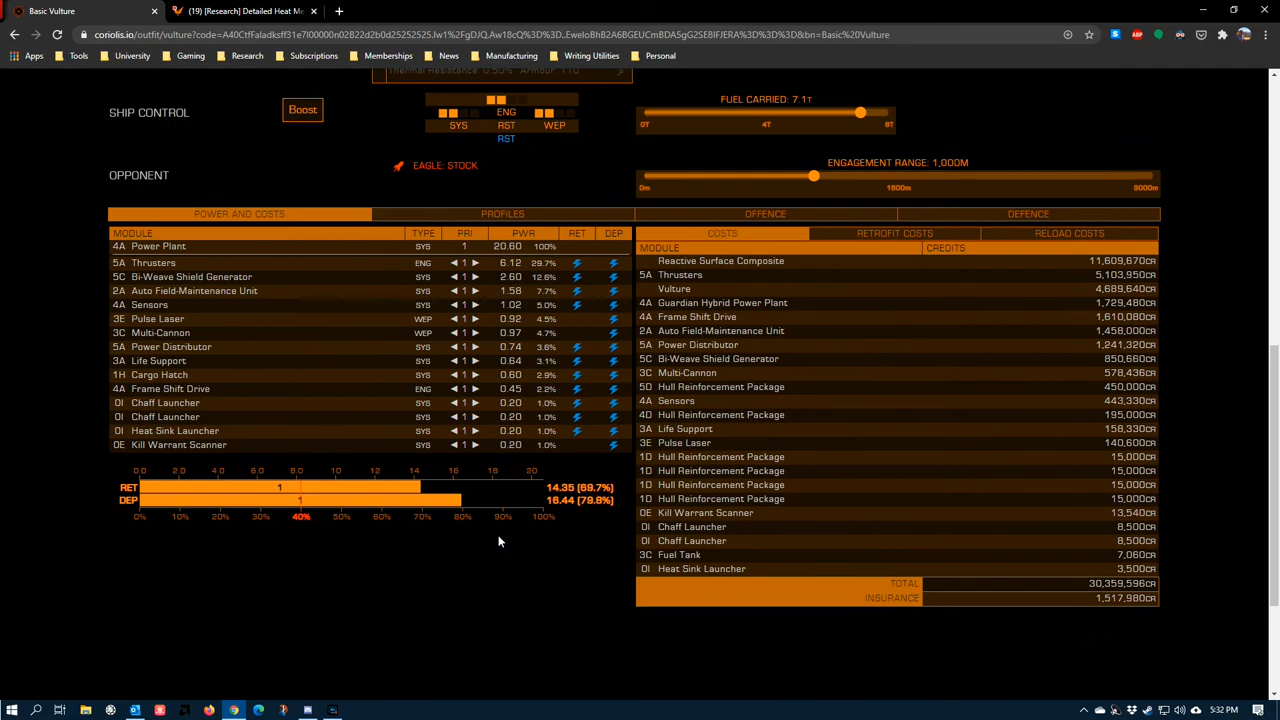 Basic Vulture
(19) [Research] Detailed Heat Me
coriolis.io/outfit/vulture?code=A40CtfFaladksff31e7l00000n02B22d2b0d25252525.Iw1%2FgDJQ.Aw18cQ%3D%3D..EweloBhB2A6BGEUCmBDAS5gG2SE8lFJERA%3D%3D%3D&bn=Basic%20Vulture
Apps
Tools
University
Gaming
Research
Subscriptions
Memberships
News
Manufacturing
Writing Utilities
Personal
Thermal Resistance: 0.50% Armour: 110
SHIP CONTROL
Boost
ENG
SYS RST WEP
RST
FUEL CARRIED: 7.1T
0T 4T 8T
OPPONENT
EAGLE: STOCK
ENGAGEMENT RANGE: 1,000M
0m 1500m 3000m
POWER AND COSTS PROFILES OFFENCE DEFENCE
MODULE TYPE PRI PWR RET DEP
4A Power Plant SYS 1 20.60 100%
5A Thrusters ENG 1 6.12 29.7%
5C Bi-Weave Shield Generator SYS 1 2.60 12.6%
2A Auto Field-Maintenance Unit SYS 1 1.58 7.7%
4A Sensors SYS 1 1.02 5.0%
3E Pulse Laser WEP 1 0.92 4.5%
3C Multi-Cannon WEP 1 0.97 4.7%
5A Power Distributor SYS 1 0.74 3.6%
3A Life Support SYS 1 0.64 3.1%
1H Cargo Hatch SYS 1 0.60 2.9%
4A Frame Shift Drive ENG 1 0.45 2.2%
0I Chaff Launcher SYS 1 0.20 1.0%
0I Chaff Launcher SYS 1 0.20 1.0%
0I Heat Sink Launcher SYS 1 0.20 1.0%
0E Kill Warrant Scanner SYS 1 0.20 1.0%
0.0 2.0 4.0 6.0 8.0 10 12 14 16 18 20
RET 1 14.35 (69.7%)
DEP 1 16.44 (79.8%)
0% 10% 20% 30% 40% 50% 60% 70% 80% 90% 100%
COSTS RETROFIT COSTS RELOAD COSTS
MODULE CREDITS
Reactive Surface Composite 11,609,670CR
5A Thrusters 5,103,950CR
Vulture 4,689,640CR
4A Guardian Hybrid Power Plant 1,729,480CR
4A Frame Shift Drive 1,610,080CR
2A Auto Field-Maintenance Unit 1,458,000CR
5A Power Distributor 1,241,320CR
5C Bi-Weave Shield Generator 850,660CR
3C Multi-Cannon 578,436CR
5D Hull Reinforcement Package 450,000CR
4A Sensors 443,330CR
4D Hull Reinforcement Package 195,000CR
3A Life Support 158,330CR
3E Pulse Laser 140,600CR
1D Hull Reinforcement Package 15,000CR
1D Hull Reinforcement Package 15,000CR
1D Hull Reinforcement Package 15,000CR
1D Hull Reinforcement Package 15,000CR
0E Kill Warrant Scanner 13,540CR
0I Chaff Launcher 8,500CR
0I Chaff Launcher 8,500CR
3C Fuel Tank 7,060CR
0I Heat Sink Launcher 3,500CR
TOTAL 30,359,596CR
INSURANCE 1,517,980CR
5:32 PM